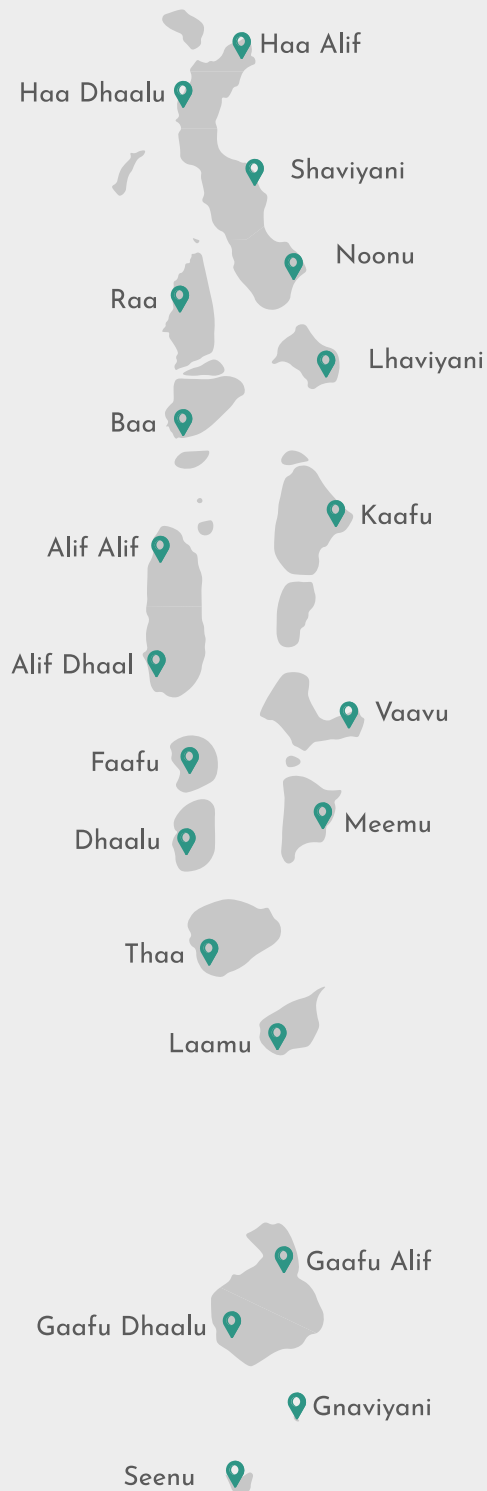 Haa Alif
Haa Dhaalu
Shaviyani
Noonu
Raa
Lhaviyani
Baa
Kaafu
Alif Alif
Alif Dhaal
Vaavu
Faafu
Meemu
Dhaalu
Thaa
Laamu
Gaafu Alif
Gaafu Dhaalu
Gnaviyani
Seenu